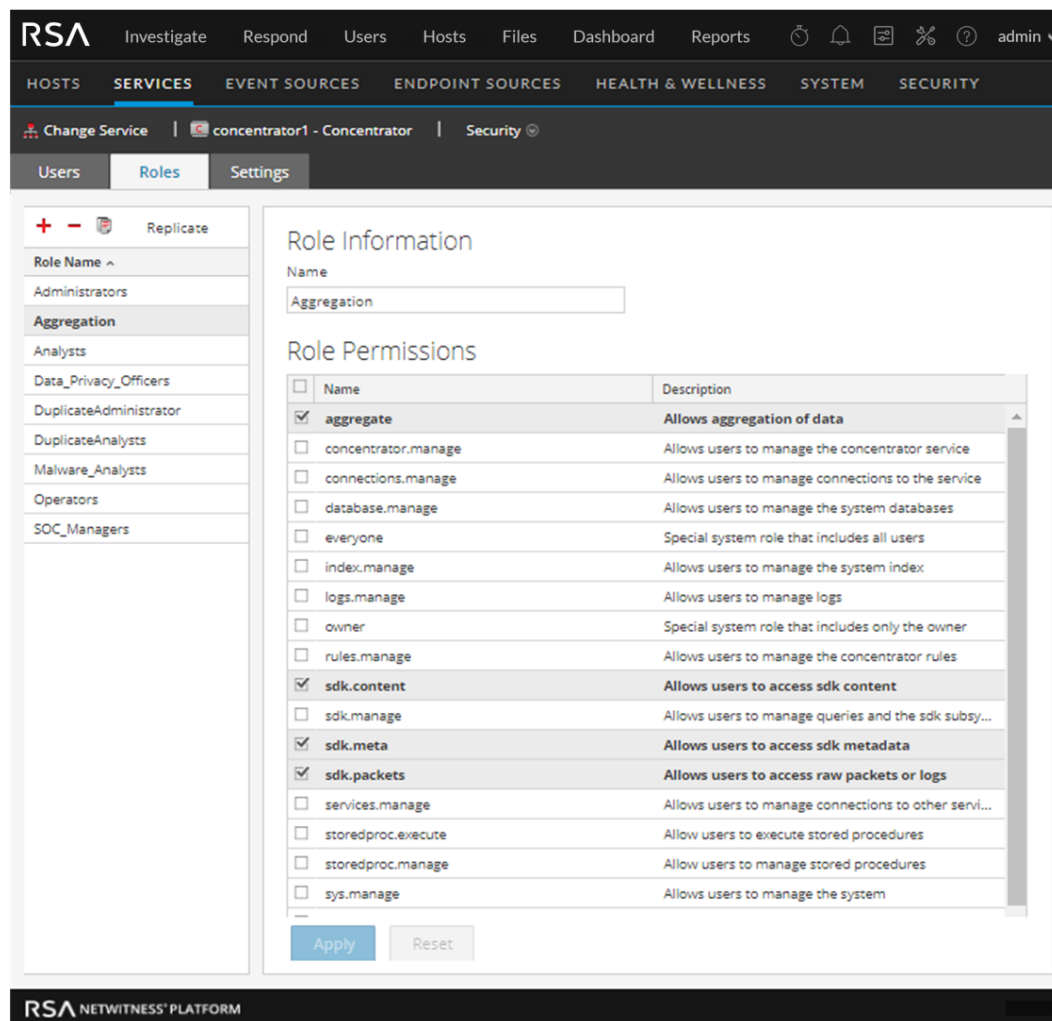 RSA Investigate Respond Users Hosts Files Dashboard Reports admin
HOSTS SERVICES EVENT SOURCES ENDPOINT SOURCES HEALTH & WELLNESS SYSTEM SECURITY
Change Service | C concentrator1 - Concentrator | Security
Users Roles Settings
Replicate
Role Name
Administrators
Aggregation
Analysts
Data_Privacy_Officers
DuplicateAdministrator
DuplicateAnalysts
Malware_Analysts
Operators
SOC_Managers
Role Information
Name
Aggregation
Role Permissions
Name Description
aggregate Allows aggregation of data
concentrator.manage Allows users to manage the concentrator service
connections.manage Allows users to manage connections to the service
database.manage Allows users to manage the system databases
everyone Special system role that includes all users
index.manage Allows users to manage the system index
logs.manage Allows users to manage logs
owner Special system role that includes only the owner
rules.manage Allows users to manage the concentrator rules
sdk.content Allows users to access sdk content
sdk.manage Allows users to manage queries and the sdk subsy...
sdk.meta Allows users to access sdk metadata
sdk.packets Allows users to access raw packets or logs
services.manage Allows users to manage connections to other servi...
storedproc.execute Allow users to execute stored procedures
storedproc.manage Allow users to manage stored procedures
sys.manage Allows users to manage the system
Apply Reset
RSA NETWITNESS® PLATFORM